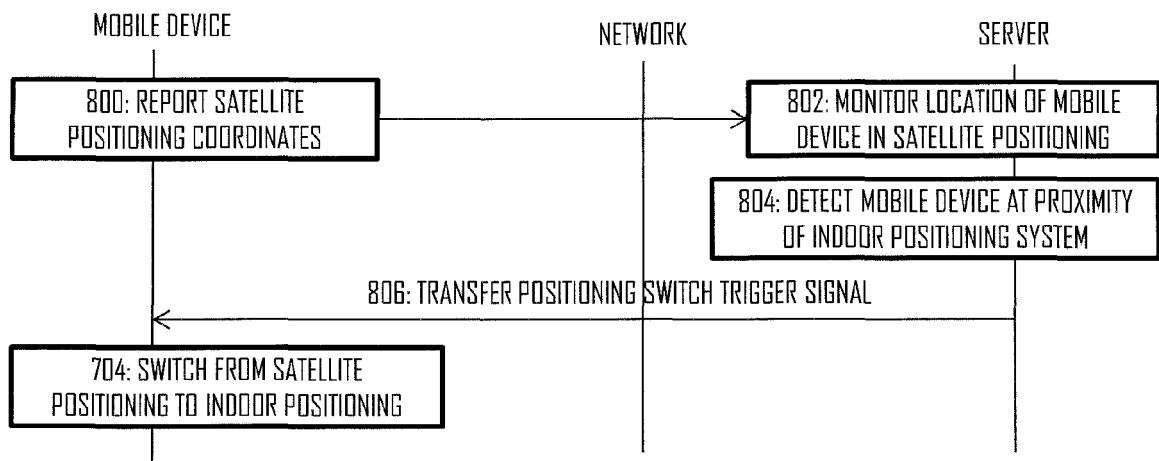 MOBILE DEVICE
NETWORK
SERVER
800: REPORT SATELLITE
POSITIONING COORDINATES
802: MONITOR LOCATION OF MOBILE
DEVICE IN SATELLITE POSITIONING
804: DETECT MOBILE DEVICE AT PROXIMITY
OF INDOOR POSITIONING SYSTEM
806: TRANSFER POSITIONING SWITCH TRIGGER SIGNAL
704: SWITCH FROM SATELLITE
POSITIONING TO INDOOR POSITIONING